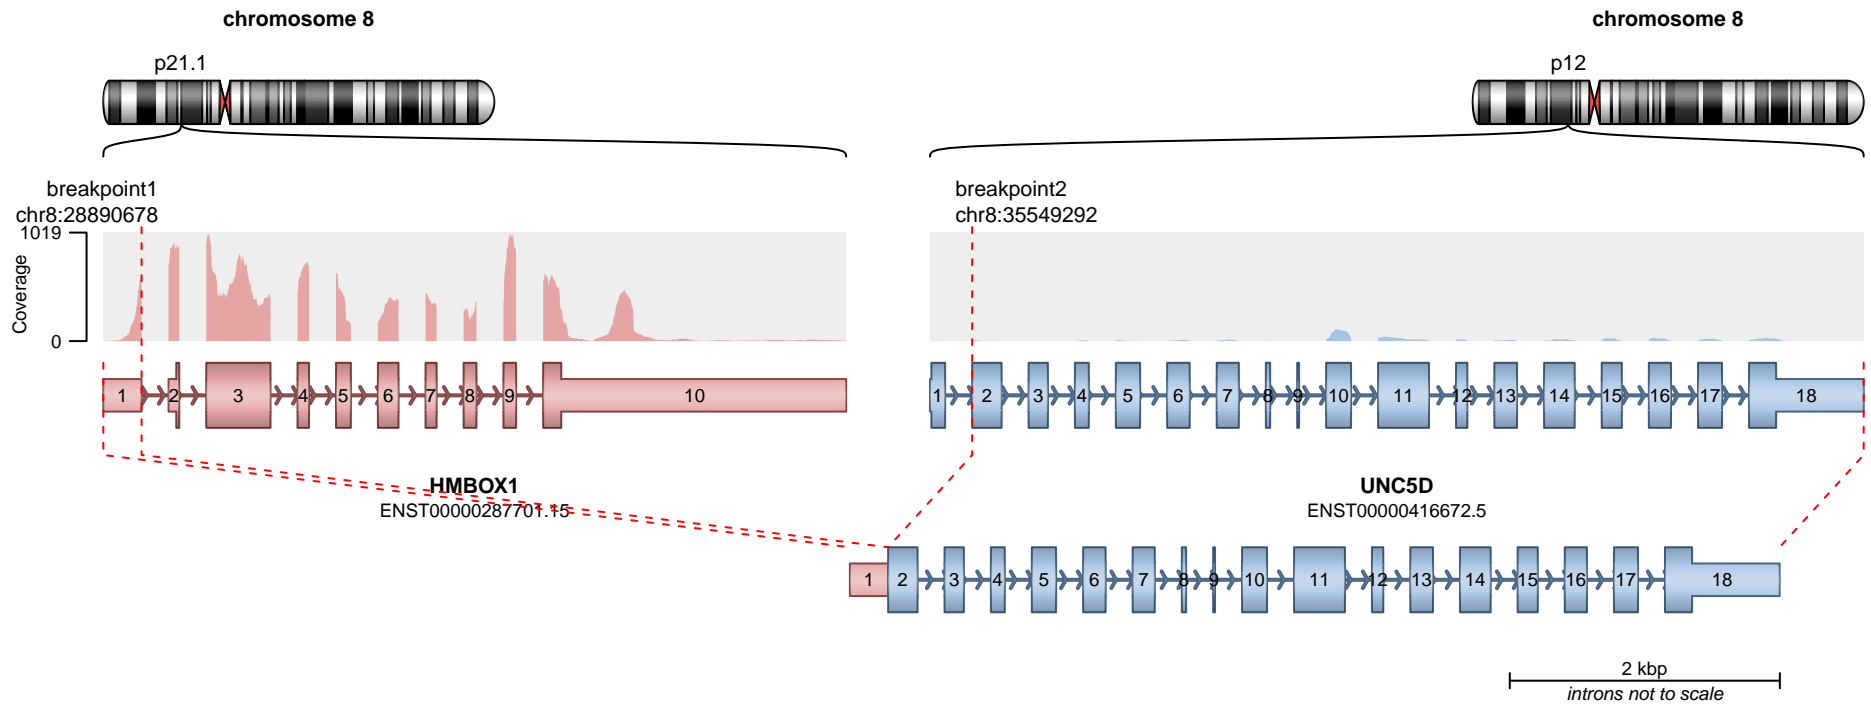 chromosome 8
chromosome 8
p21.1
p12
breakpoint1
chr8:28890678
breakpoint2
chr8:35549292
1019
Coverage
0
1 2 3 4 5 6 7 8 9 10
1 2 3 4 5 6 7 8 9 10 11 12 13 14 15 16 17 18
HMBOX1
ENST00000287701.15
UNC5D
ENST00000416672.5
1 2 3 4 5 6 7 8 9 10 11 12 13 14 15 16 17 18
2 kbp
introns not to scale